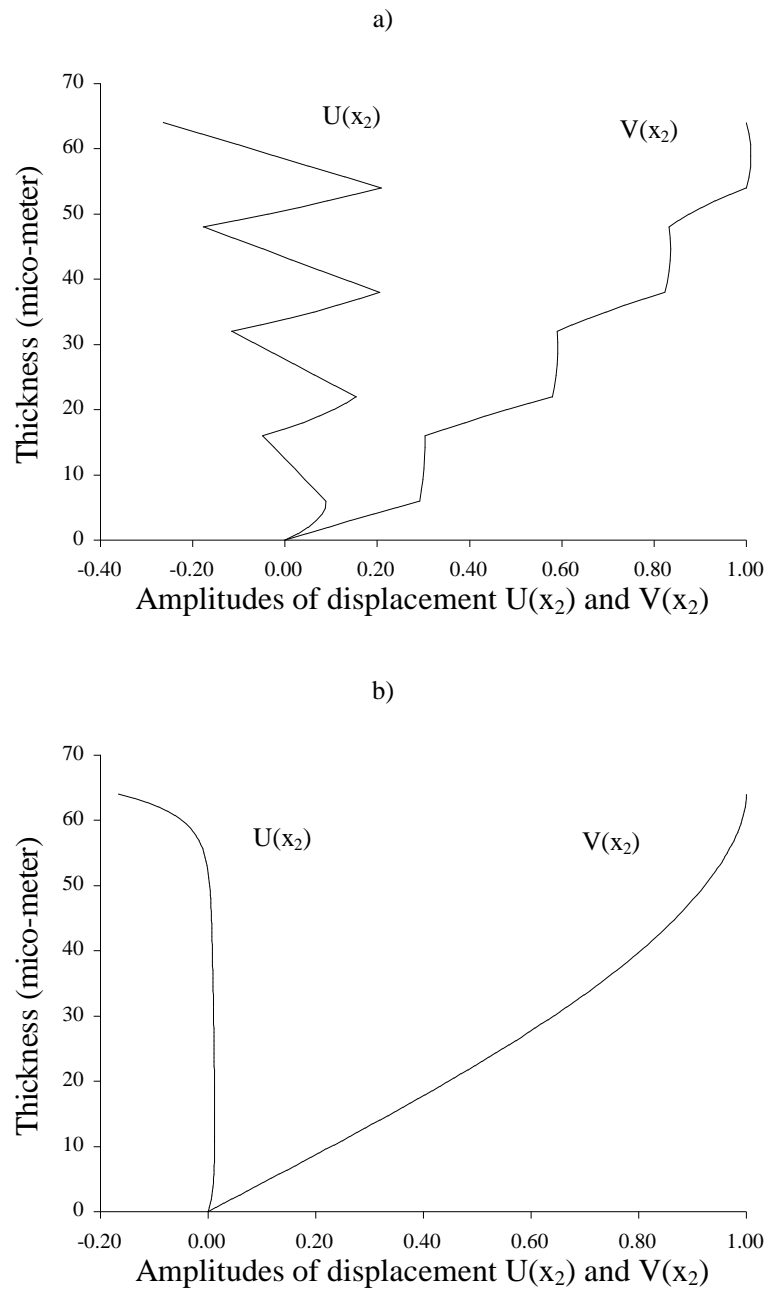 a)
70
60
50
40
30
20
10
0
Thickness (mico-meter)
U(x₂)
V(x₂)
-0.40 -0.20 0.00 0.20 0.40 0.60 0.80 1.00
Amplitudes of displacement U(x₂) and V(x₂)
b)
70
60
50
40
30
20
10
0
Thickness (mico-meter)
U(x₂)
V(x₂)
-0.20 0.00 0.20 0.40 0.60 0.80 1.00
Amplitudes of displacement U(x₂) and V(x₂)